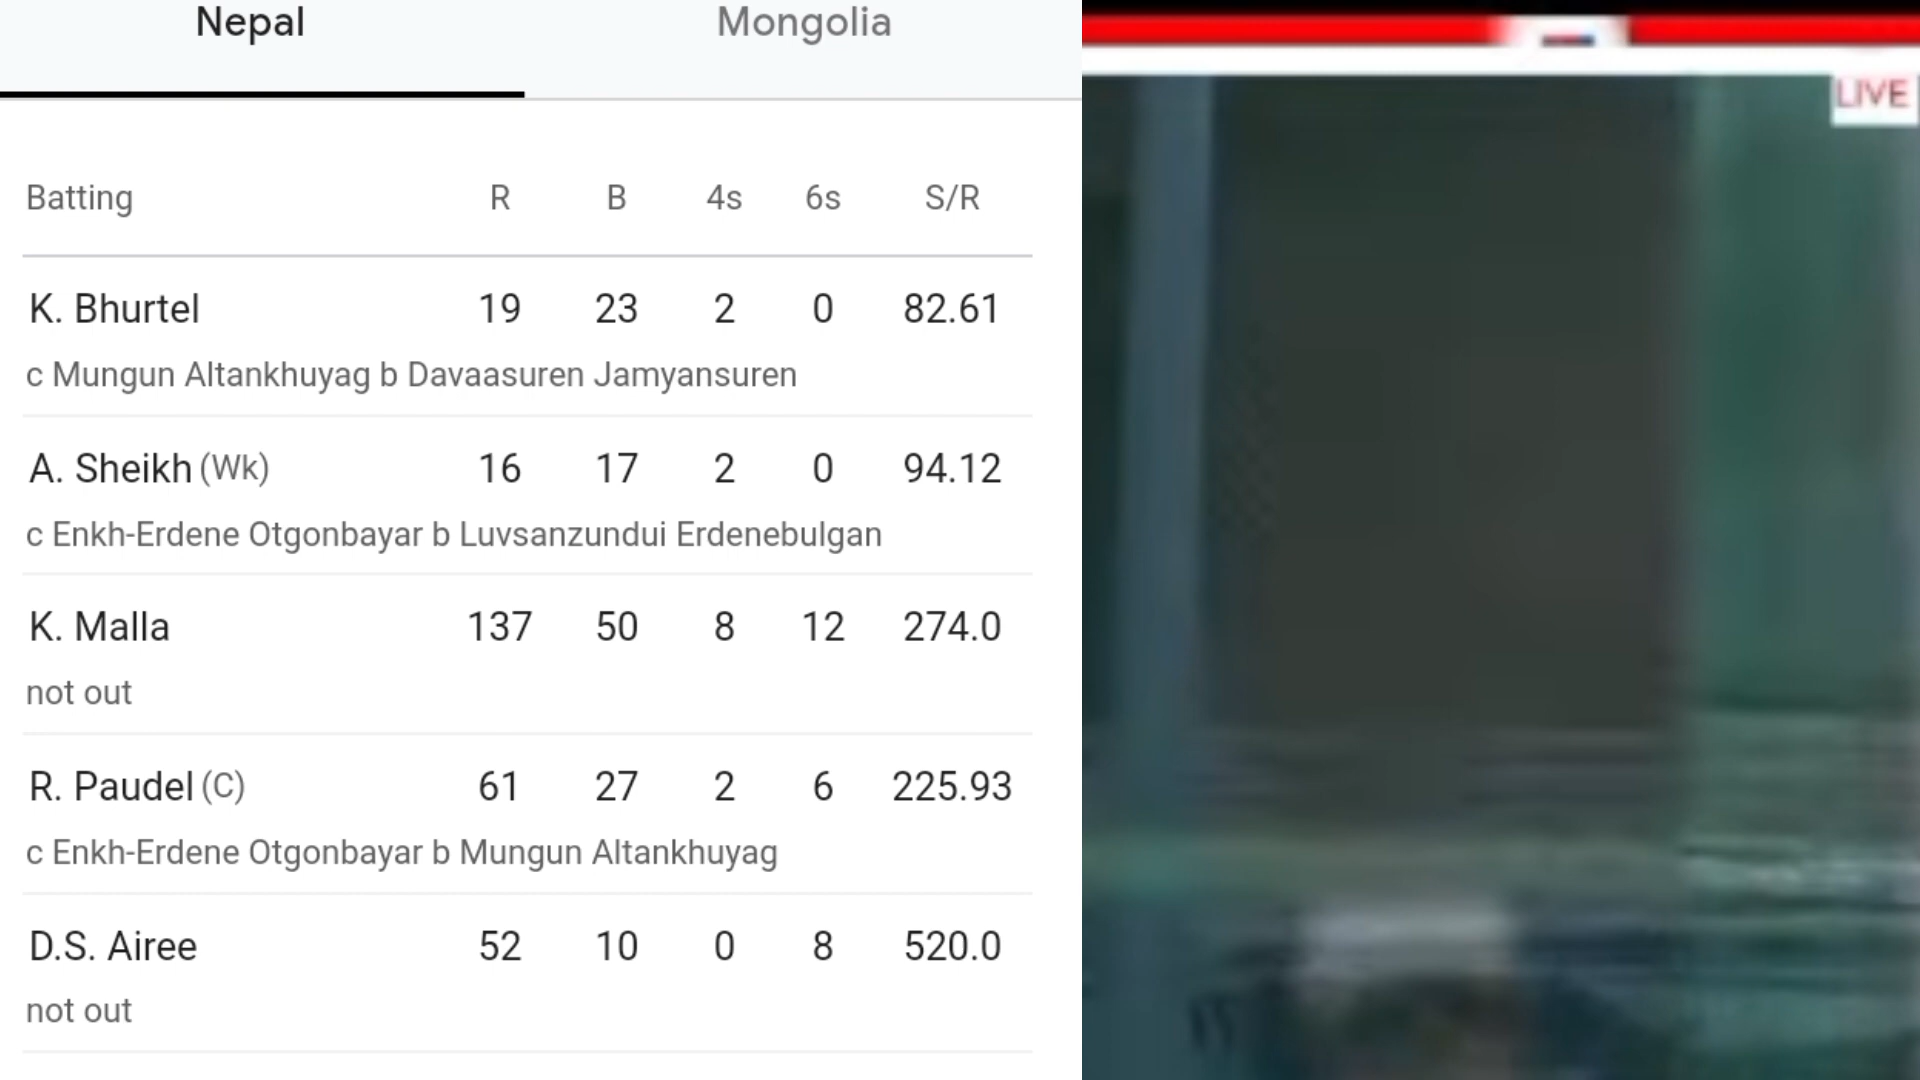 Nepal Mongolia
Batting R B 4s 6s S/R
K. Bhurtel 19 23 2 0 82.61
c Mungun Altankhuyag b Davaasuren Jamyansuren
A. Sheikh (Wk) 16 17 2 0 94.12
c Enkh-Erdene Otgonbayar b Luvsanzundui Erdenebulgan
K. Malla 137 50 8 12 274.0
not out
R. Paudel (C) 61 27 2 6 225.93
c Enkh-Erdene Otgonbayar b Mungun Altankhuyag
D.S. Airee 52 10 0 8 520.0
not out
LIVE